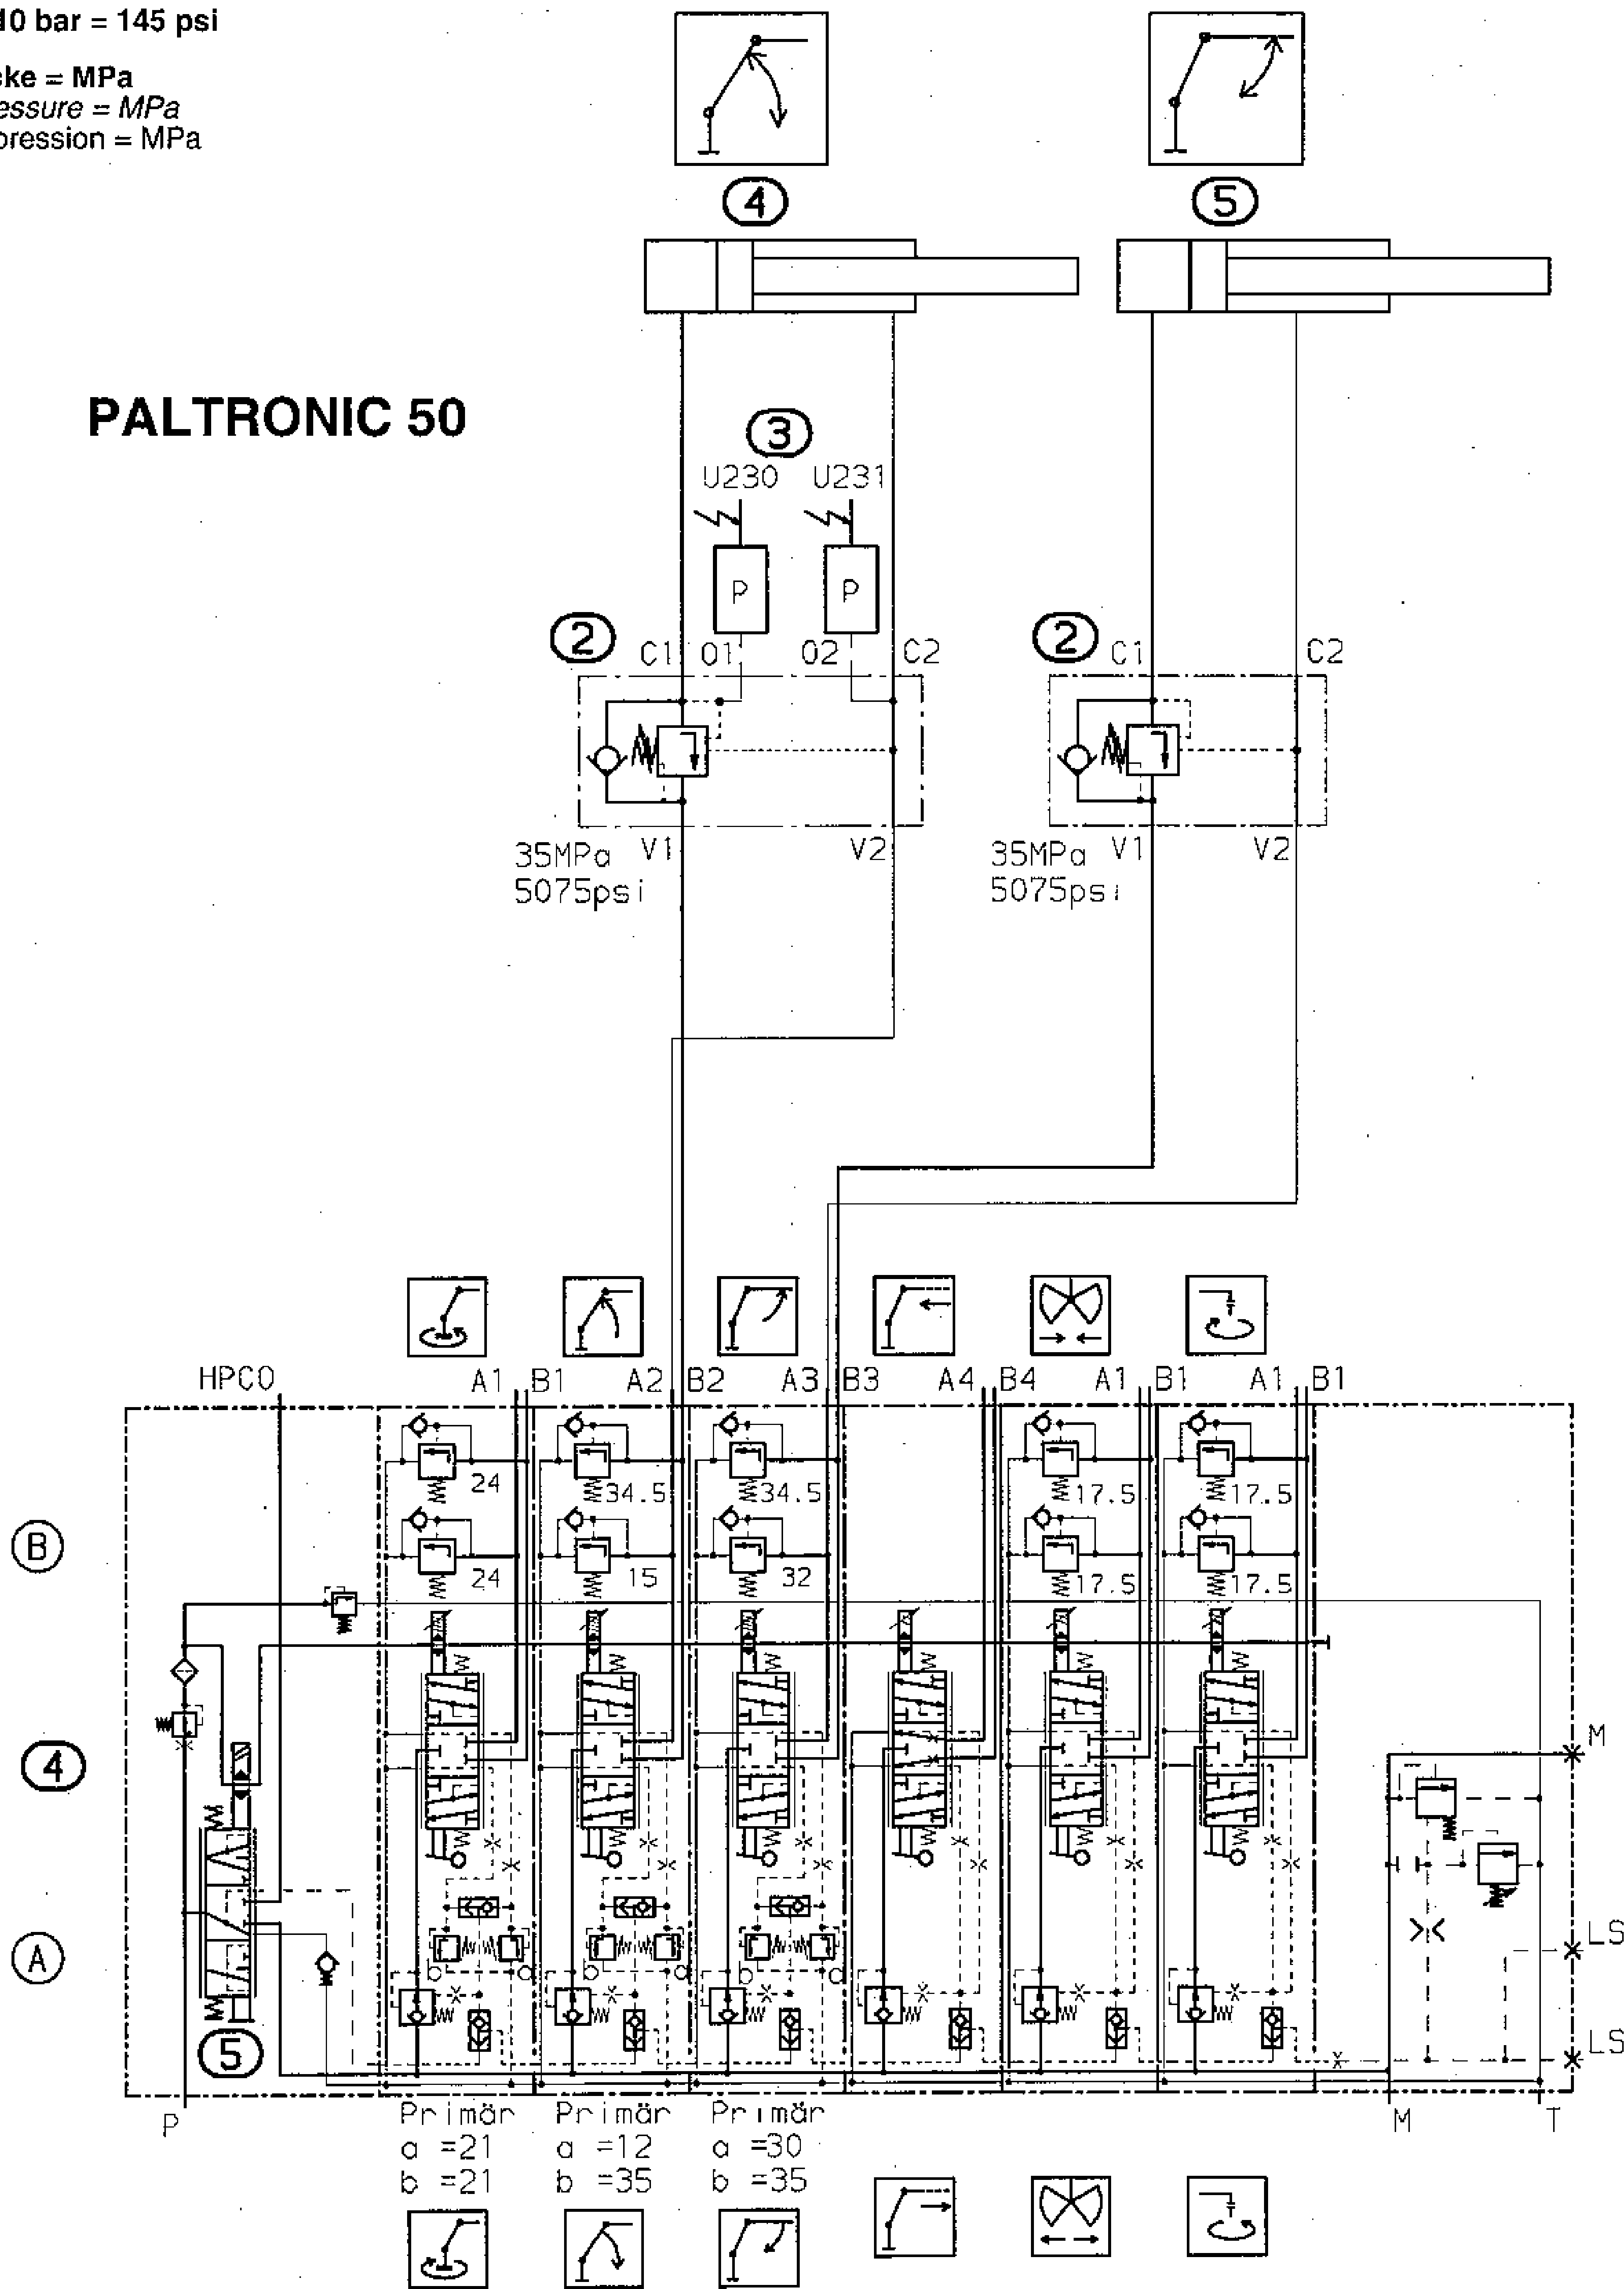 10 bar = 145 psi
cke = MPa
essure = MPa
pression = MPa
4
5
PALTRONIC 50
3
U230 U231
P P
2 C1 O1 O2 C2
2 C1 C2
35MPa V1 V2
5075psi
35MPa V1 V2
5075psi
HPCO A1 B1 A2 B2 A3 B3 A4 B4 A1 B1 A1 B1
24 34.5 34.5 17.5 17.5
B
24 15 32 17.5 17.5
4
M
A
LS
5
LS
P
M T
Primär Primär Primär
a =21 a =12 a =30
b =21 b =35 b =35